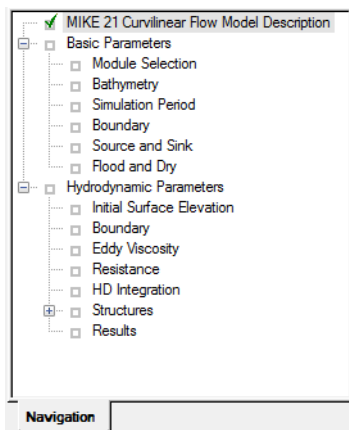 MIKE 21 Curvilinear Flow Model Description
Basic Parameters
Module Selection
Bathymetry
Simulation Period
Boundary
Source and Sink
Flood and Dry
Hydrodynamic Parameters
Initial Surface Elevation
Boundary
Eddy Viscosity
Resistance
HD Integration
Structures
Results
Navigation